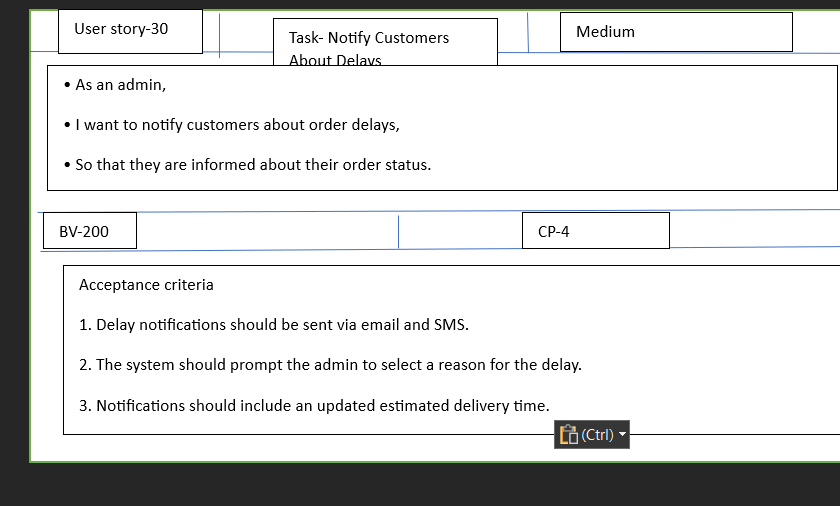 User story-30
Task- Notify Customers
About Delays
Medium
• As an admin,
• I want to notify customers about order delays,
• So that they are informed about their order status.
BV-200
CP-4
Acceptance criteria
1. Delay notifications should be sent via email and SMS.
2. The system should prompt the admin to select a reason for the delay.
3. Notifications should include an updated estimated delivery time.
(Ctrl)